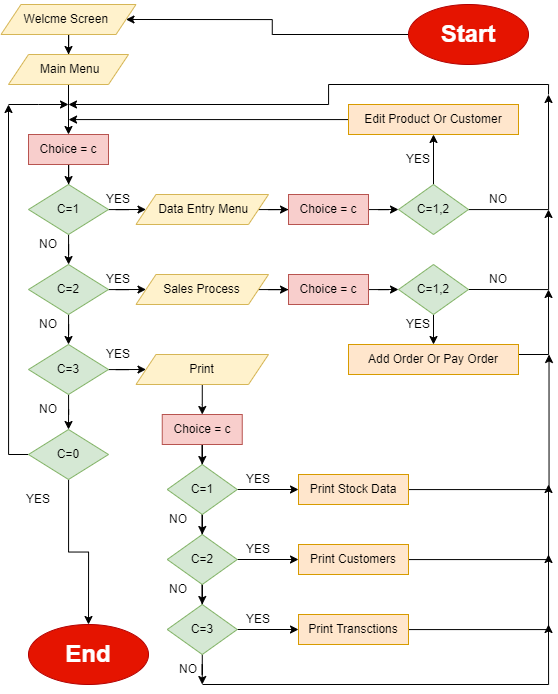 Welcme Screen
Start
Main Menu
Edit Product Or Customer
Choice = c
YES
C=1
YES
Data Entry Menu
Choice = c
C=1,2
NO
NO
C=2
YES
Sales Process
Choice = c
C=1,2
NO
NO
YES
C=3
YES
Print
Add Order Or Pay Order
NO
Choice = c
C=0
YES
C=1
YES
Print Stock Data
NO
C=2
YES
Print Customers
NO
C=3
YES
Print Transctions
End
NO